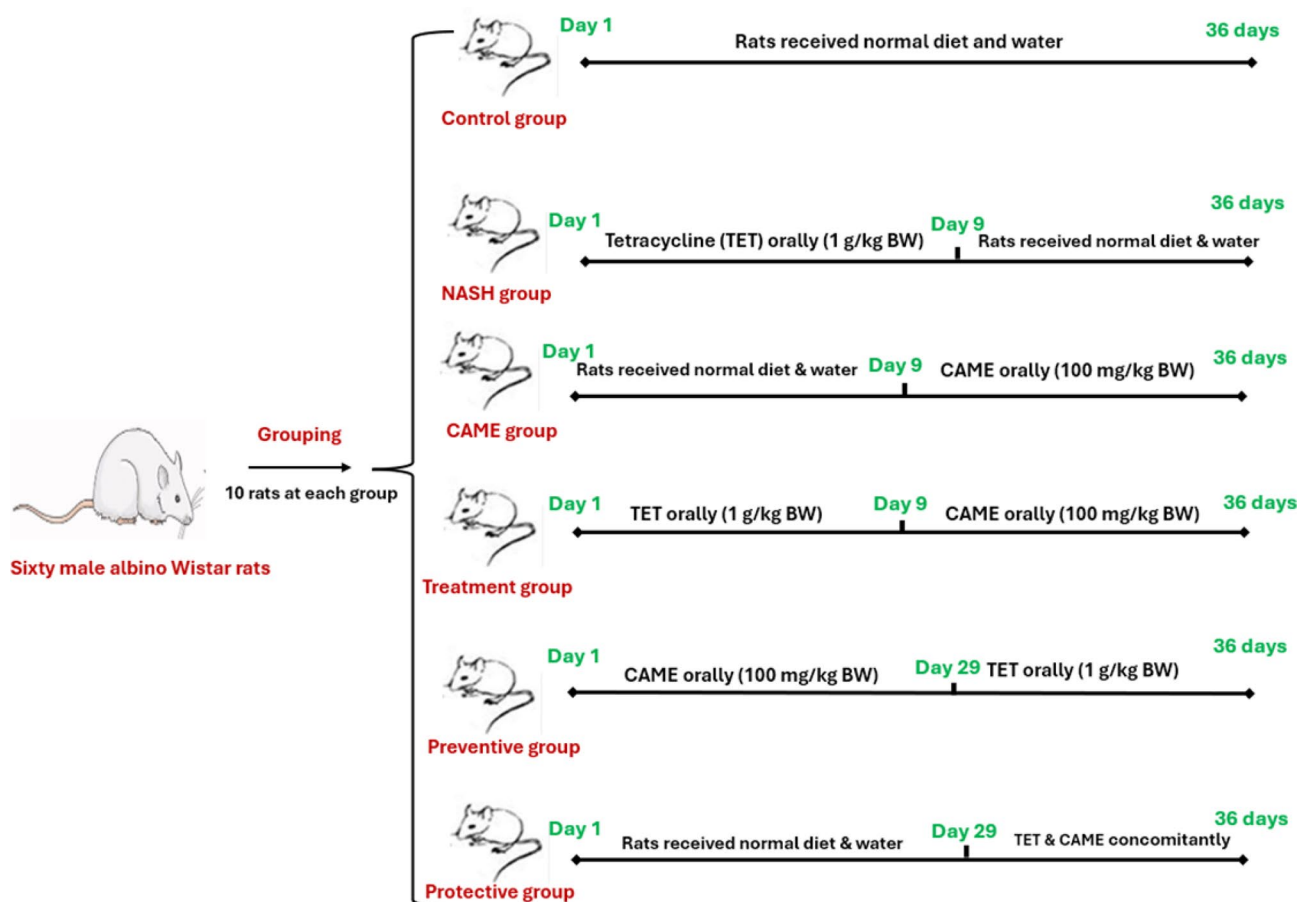 Day 1
36 days
Rats received normal diet and water
Control group
36 days
Day 1
Day 9
Tetracycline (TET) orally (1 g/kg BW)
Rats received normal diet & water
NASH group
Day 1
36 days
Rats received normal diet & water
Day 9
CAME orally (100 mg/kg BW)
CAME group
Grouping
10 rats at each group
Sixty male albino Wistar rats
Day 1
Day 9
36 days
TET orally (1 g/kg BW)
CAME orally (100 mg/kg BW)
Treatment group
36 days
Day 1
CAME orally (100 mg/kg BW)
Day 29
TET orally (1 g/kg BW)
Preventive group
36 days
Day 1
Day 29
Rats received normal diet & water
TET & CAME concomitantly
Protective group